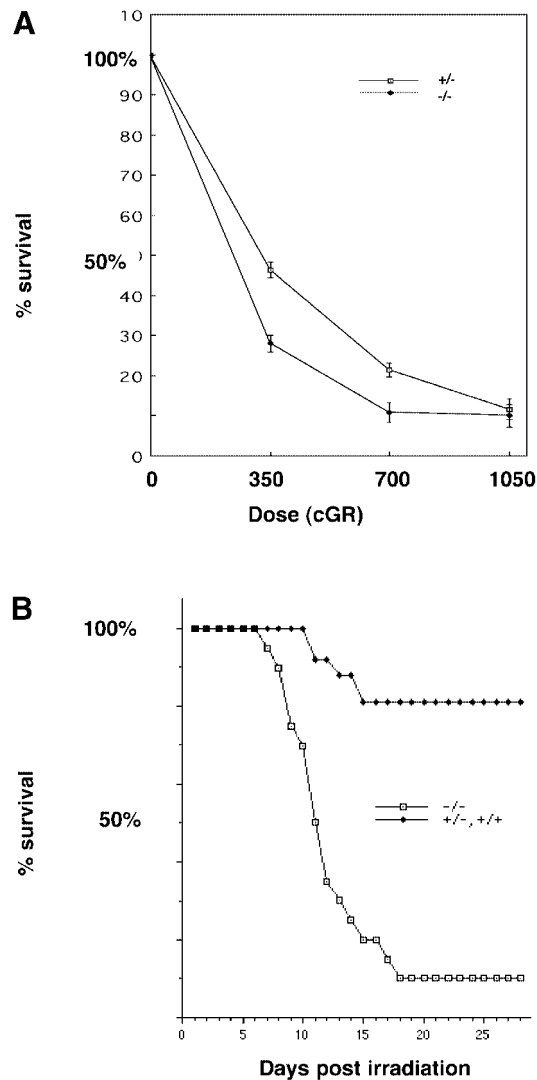 A
10
100%
90
80
70
60
50%
40
30
20
0
+/-
-/-
% survival
0 350 700 1050
Dose (cGR)
B
100%
50%
-/-
+/-, +/+
% survival
0 5 10 15 20 25
Days post irradiation